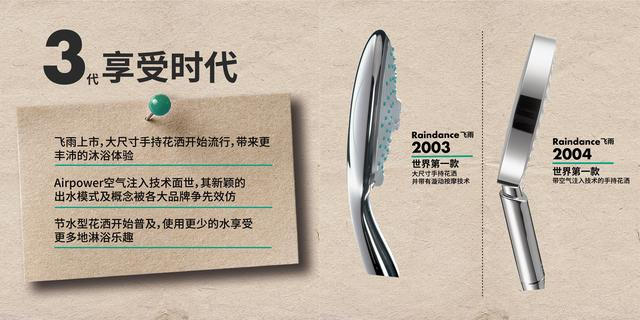 3代享受时代
飞雨上市，大尺寸手持花洒开始流行，带来更
丰沛的沐浴体验
Airpower空气注入技术面世，其新颖的
出水模式及概念被各大品牌争先效仿
节水型花洒开始普及，使用更少的水享受
更多地淋浴乐趣
Raindance飞雨
2003
世界第一款
大尺寸手持花洒
并带有漩动按摩技术
Raindance飞雨
2004
世界第一款
带空气注入技术的手持花洒